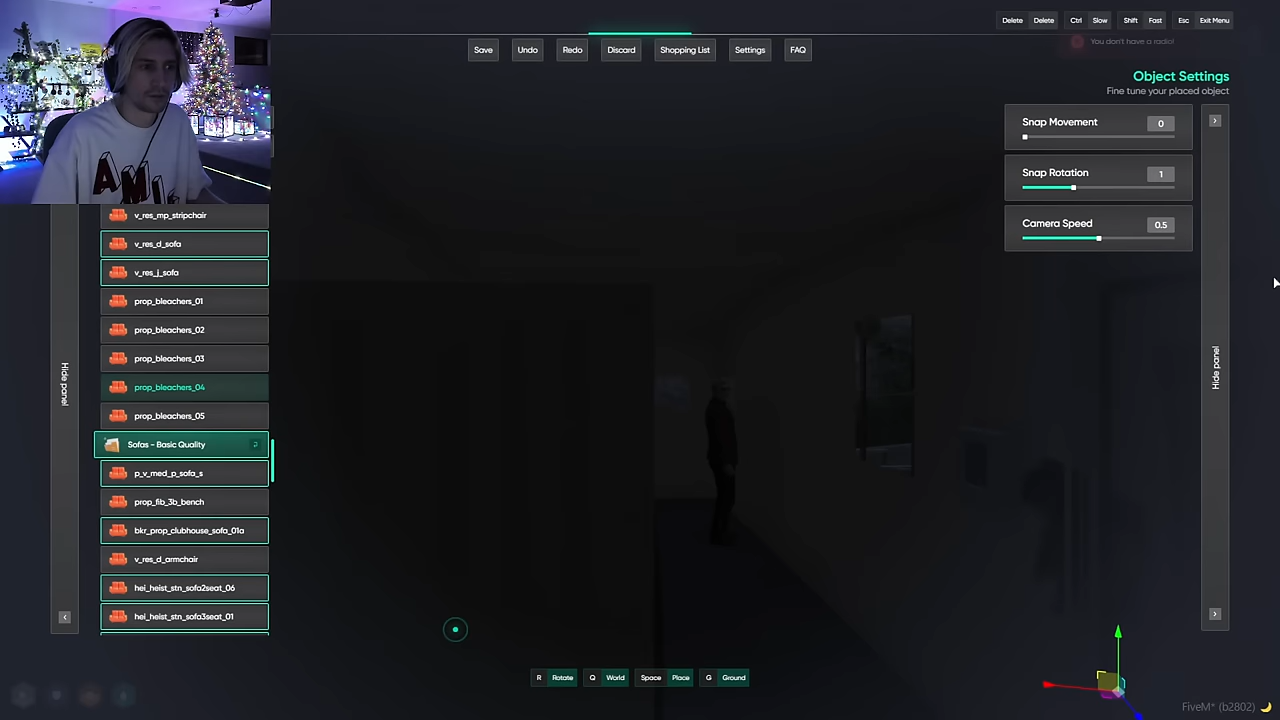 Delete Delete Ctrl Slow Shift Fast Esc Exit Menu
You don't have a radio!
Save Undo Redo Discard Shopping List Settings FAQ
Object Settings
Fine tune your placed object
Snap Movement 0
Snap Rotation 1
Camera Speed 0.5
AMI
v_res_mp_stripchair
v_res_d_sofa
v_res_j_sofa
prop_bleachers_01
prop_bleachers_02
prop_bleachers_03
prop_bleachers_04
prop_bleachers_05
Sofas - Basic Quality
p_v_med_p_sofa_s
prop_fib_3b_bench
bkr_prop_clubhouse_sofa_01a
v_res_d_armchair
hei_heist_stn_sofa2seat_06
hei_heist_stn_sofa3seat_01
Hide panel
Hide panel
R Rotate Q World Space Place G Ground
FiveM* (b2802)